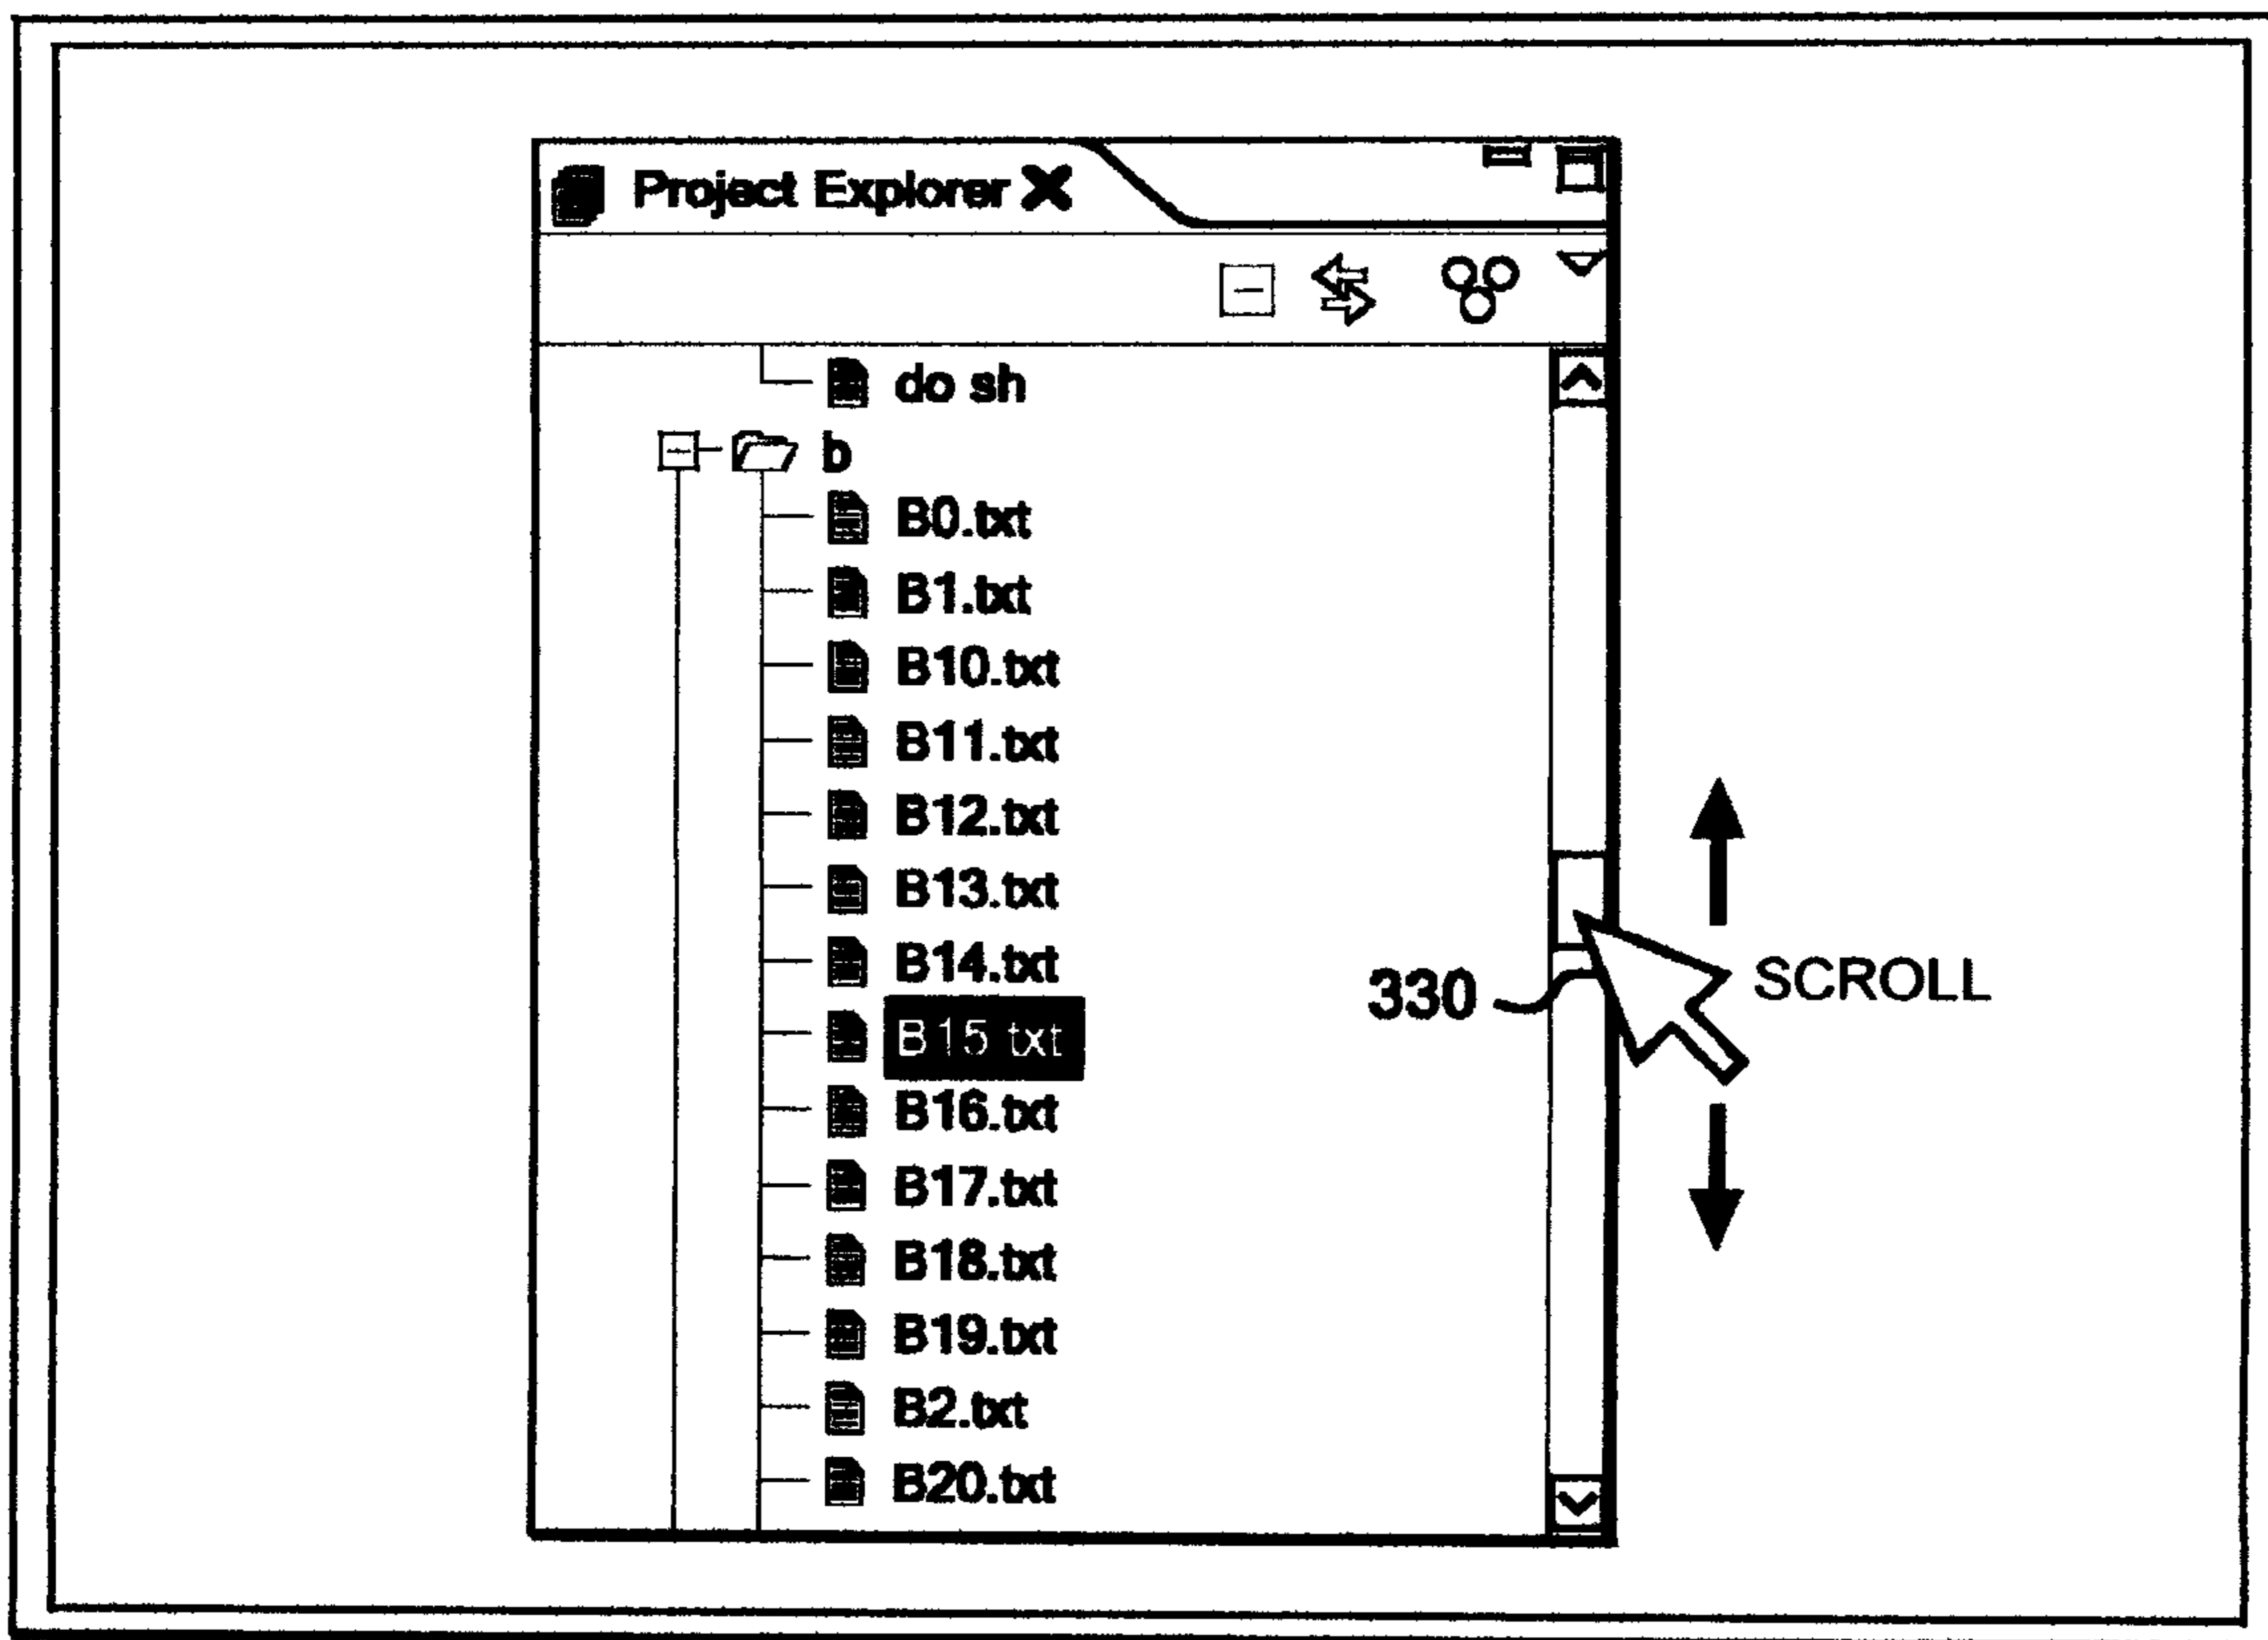 Project Explorer
do sh
b
B0.txt
B1.txt
B10.txt
B11.txt
B12.txt
B13.txt
B14.txt
330
SCROLL
B15 txt
B16.txt
B17.txt
B18.txt
B19.txt
B2.txt
B20.txt